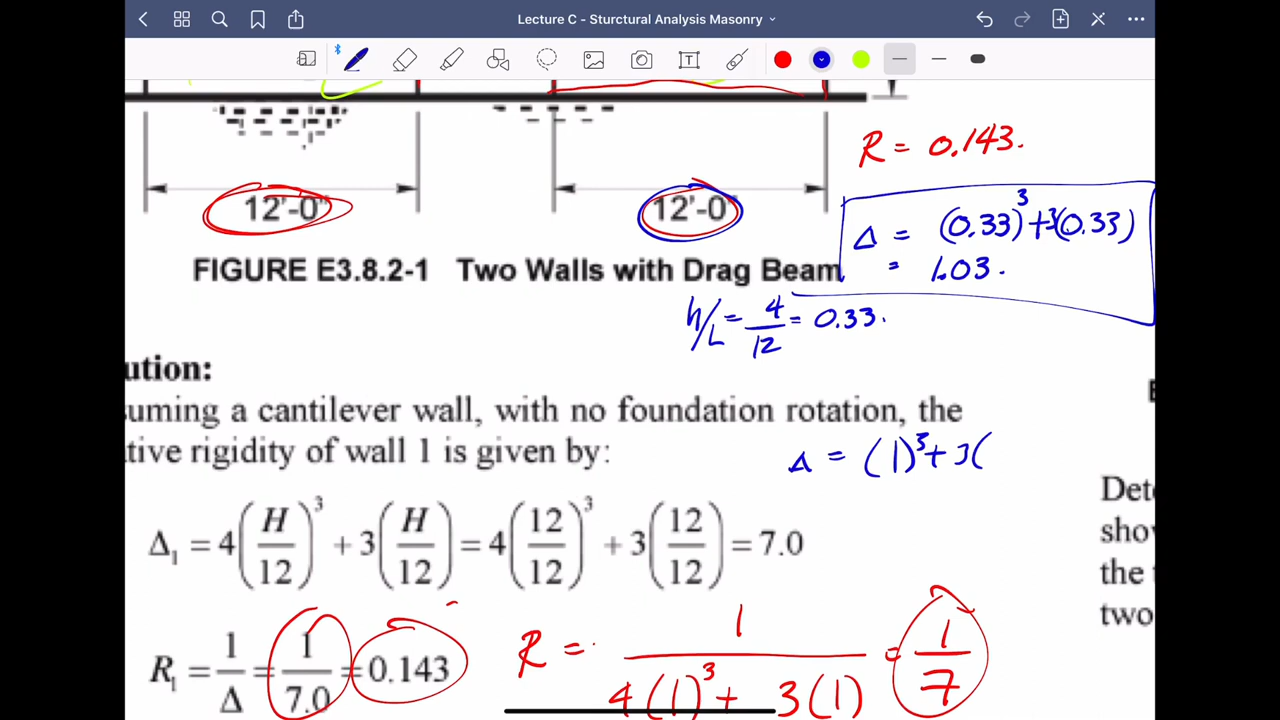 Lecture C - Sturctural Analysis Masonry
12'-0"
12'-0"
R = 0.143.
Δ = (0.33)³+3(0.33)
= 1.03.
FIGURE E3.8.2-1 Two Walls with Drag Beam
h/L = 4/12 = 0.33.
ution:
suming a cantilever wall, with no foundation rotation, the
tive rigidity of wall 1 is given by:
Δ = (1)³+3(
Δ₁ = 4(H/12)³ + 3(H/12) = 4(12/12)³ + 3(12/12) = 7.0
Dete
show
the
two
R₁ = 1/Δ = 1/7.0 = 0.143
R = 1/(4(1)³+ 3(1)) = 1/7